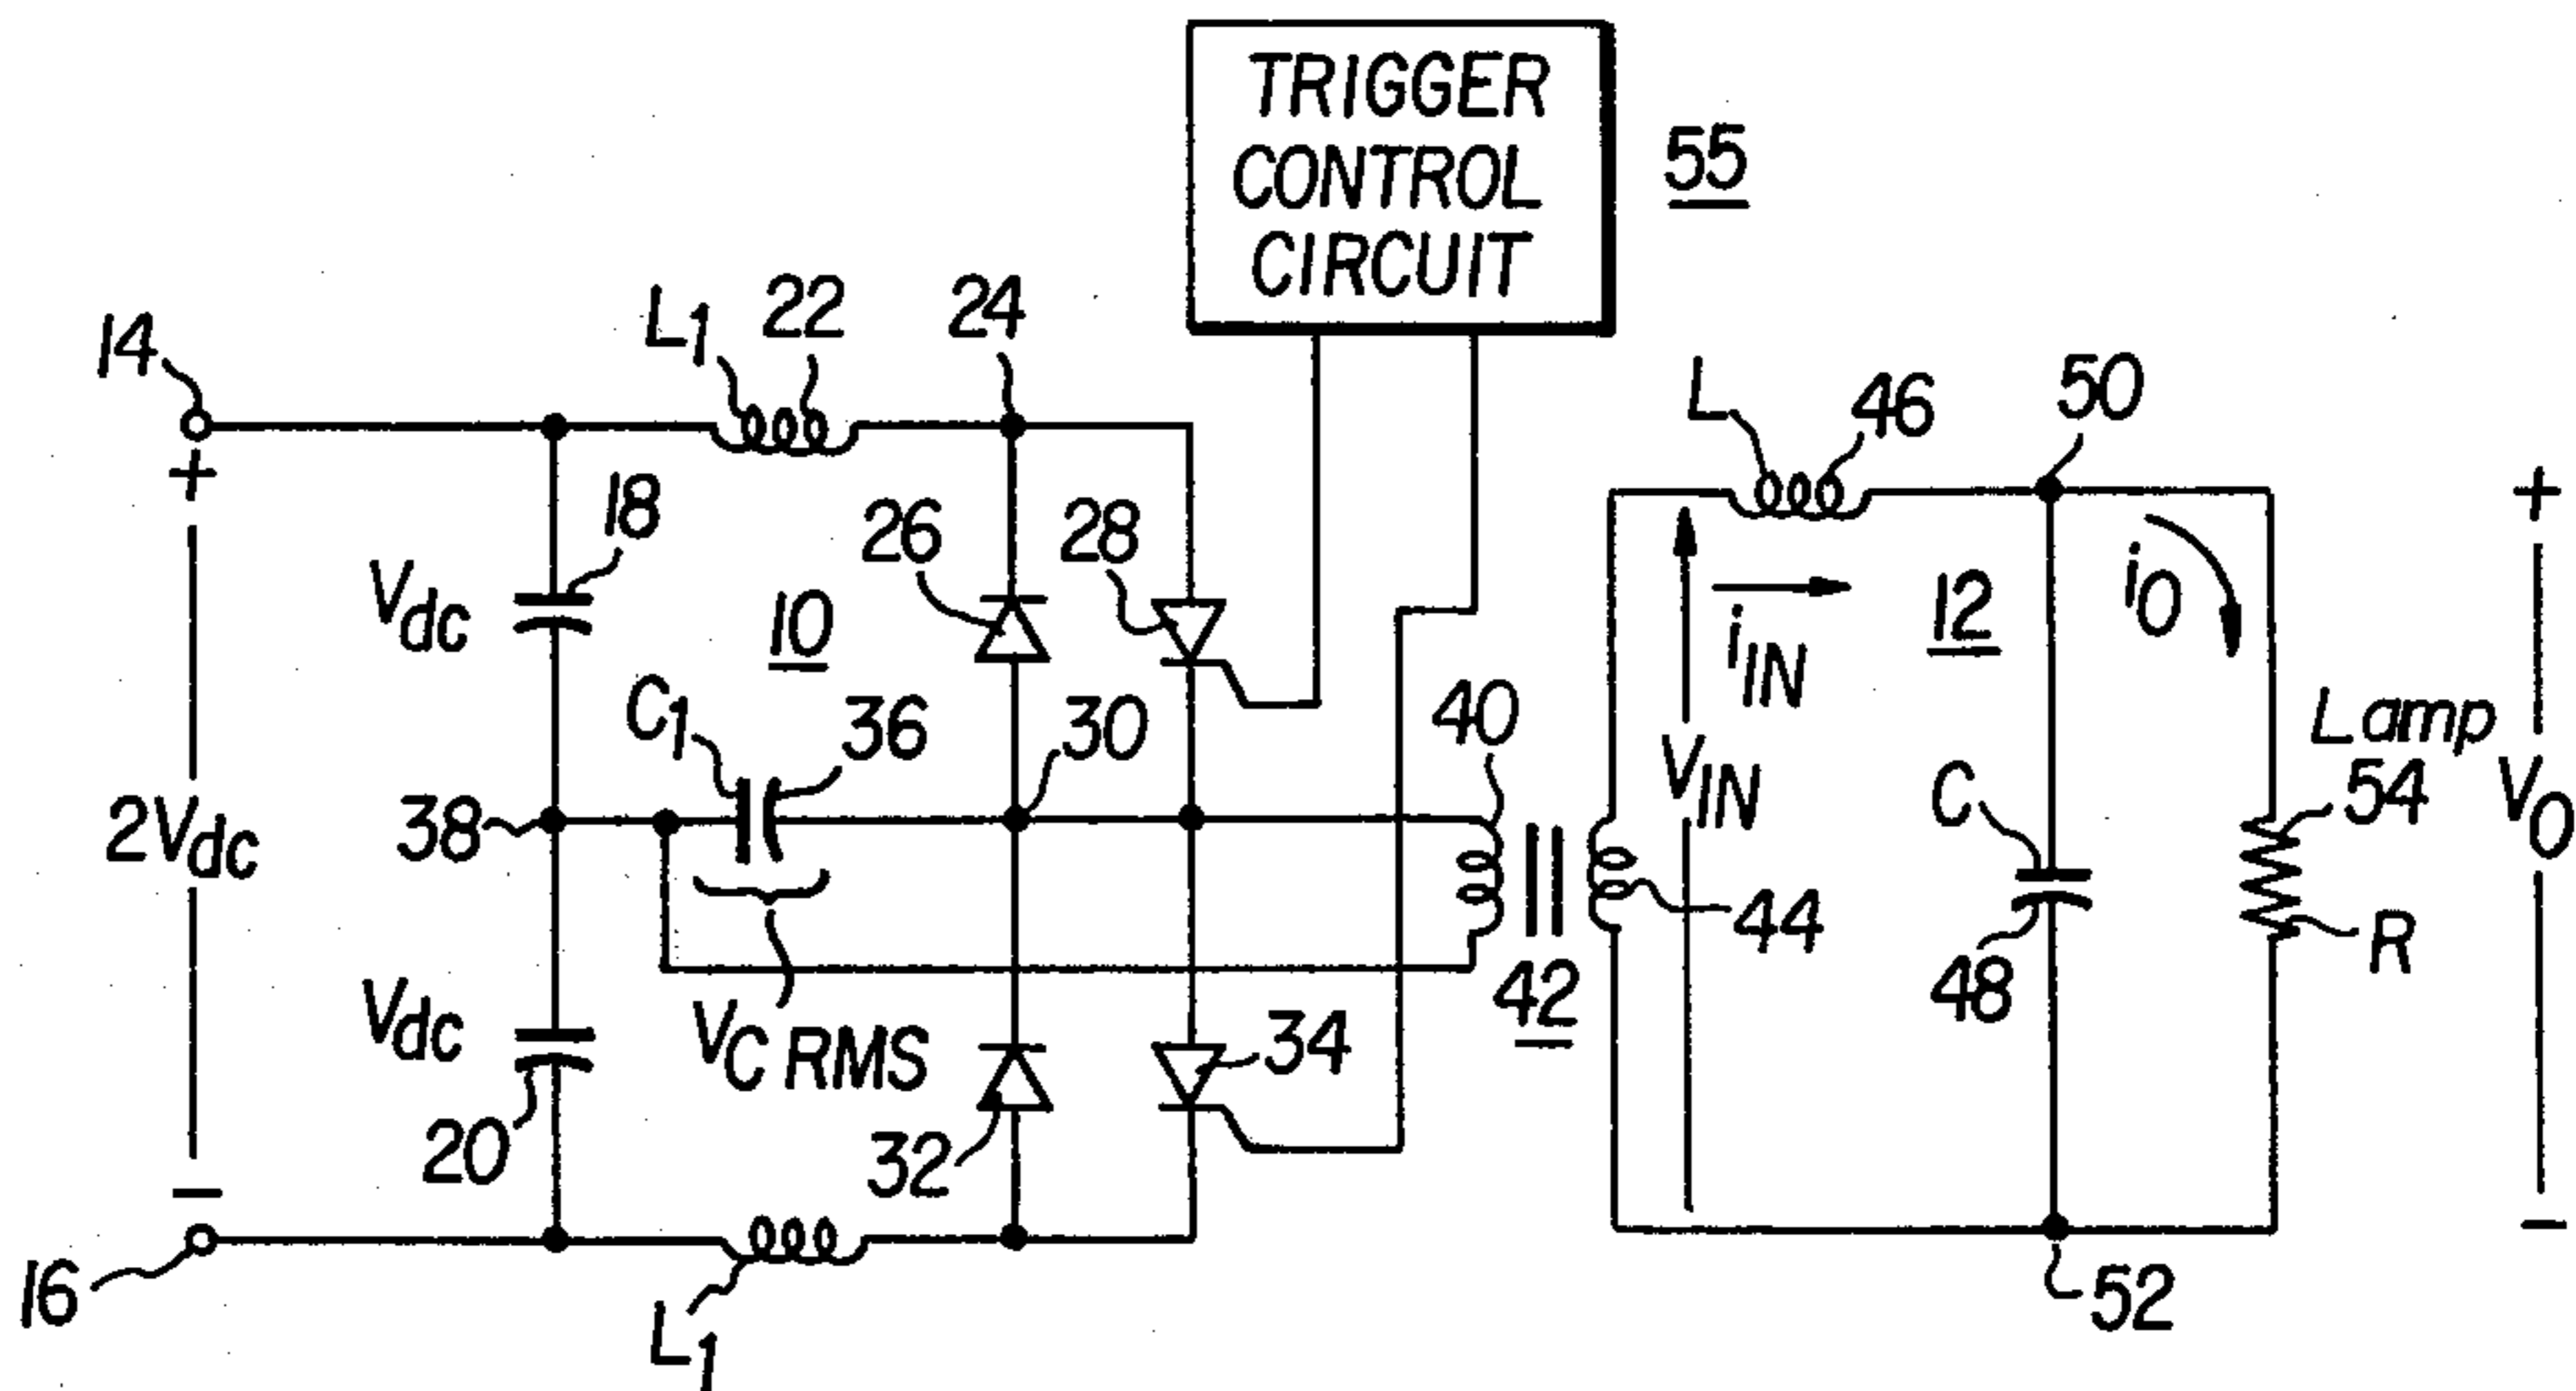 TRIGGER
CONTROL
CIRCUIT
55
14
L1
22
24
L
46
50
+
+
18
26
28
Vdc
10
iIN
12
iO
C1
36
30
40
VIN
C
Lamp
54
VO
2Vdc
38
44
R
Vdc
VC RMS
42
34
48
20
32
−
−
16
L1
52